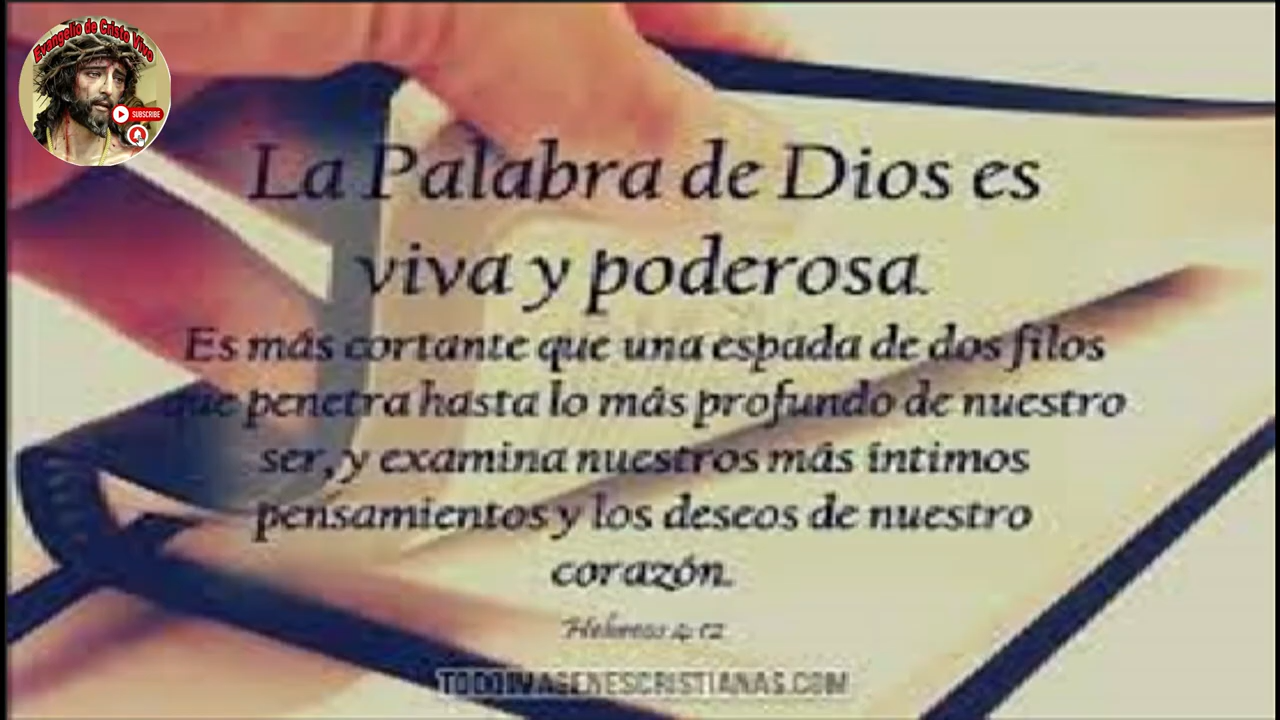 Evangelio de Cristo Vivo
SUBSCRIBE
La Palabra de Dios es
viva y poderosa.
Es más cortante que una espada de dos filos
que penetra hasta lo más profundo de nuestro
ser, y examina nuestros más íntimos
pensamientos y los deseos de nuestro
corazón.
Hebreos 4:12
TODOIMAGENESCRISTIANAS.COM